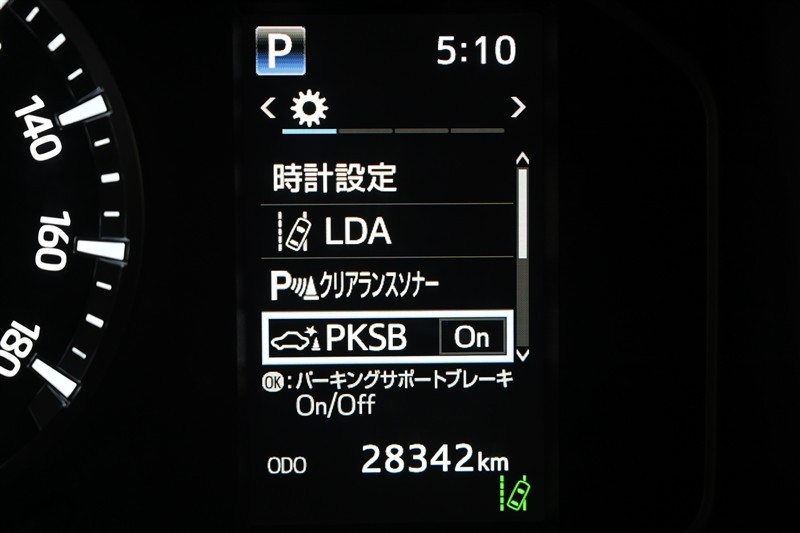 140
160
180
P
5:10
時計設定
LDA
Pクリアランスソナー
PKSB On
OK:パーキングサポートブレーキ
On/Off
ODO 28342km